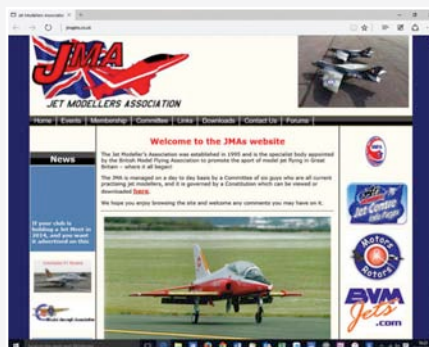 Jet Modellers Associatio
jmajets.co.uk
JMA
JET MODELLERS ASSOCIATION
Home | Events | Membership | Committee | Links | Downloads | Contact Us | Forums |
Welcome to the JMAs website
The Jet Modeller's Association was established in 1995 and is the specialist body appointed
by the British Model Flying Association to promote the sport of model jet flying in Great
Britain – where it all began!
The JMA is managed on a day to day basis by a Committee of six guys who are all current
practising jet modellers, and it is governed by a Constitution which can be viewed or
downloaded here.
We hope you enjoy browsing the site and welcome any comments you may have on it.
News
If your club is
holding a Jet Meet in
2014, and you want
it advertised on this
Jet Centre
Motors
Rotors
BVM
Jets
.com